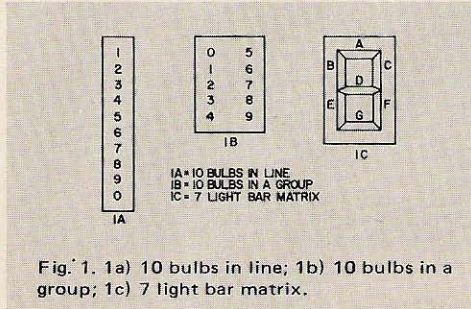 1
2
3
4
5
6
7
8
9
0
1A
0 5
1 6
2 7
3 8
4 9
1B
A
B C
D
E F
G
1C
1A = 10 BULBS IN LINE
1B = 10 BULBS IN A GROUP
1C = 7 LIGHT BAR MATRIX
Fig. 1. 1a) 10 bulbs in line; 1b) 10 bulbs in a
group; 1c) 7 light bar matrix.